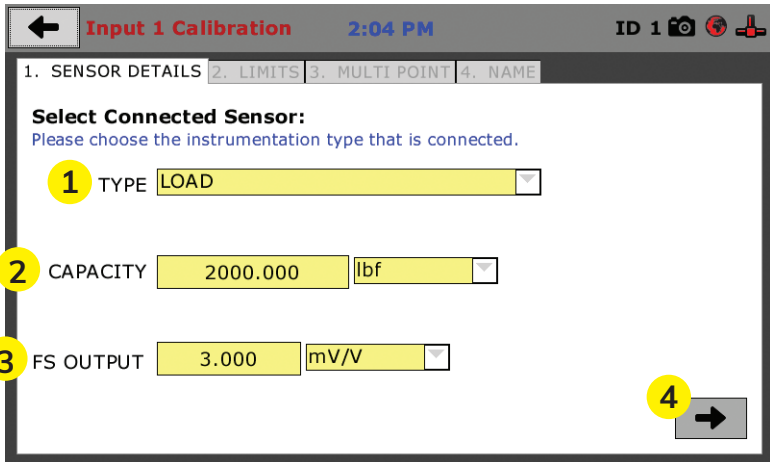 Input 1 Calibration 2:04 PM ID 1
1. SENSOR DETAILS 2. LIMITS 3. MULTI POINT 4. NAME
Select Connected Sensor:
Please choose the instrumentation type that is connected.
1 TYPE LOAD
2 CAPACITY 2000.000 lbf
3 FS OUTPUT 3.000 mV/V
4